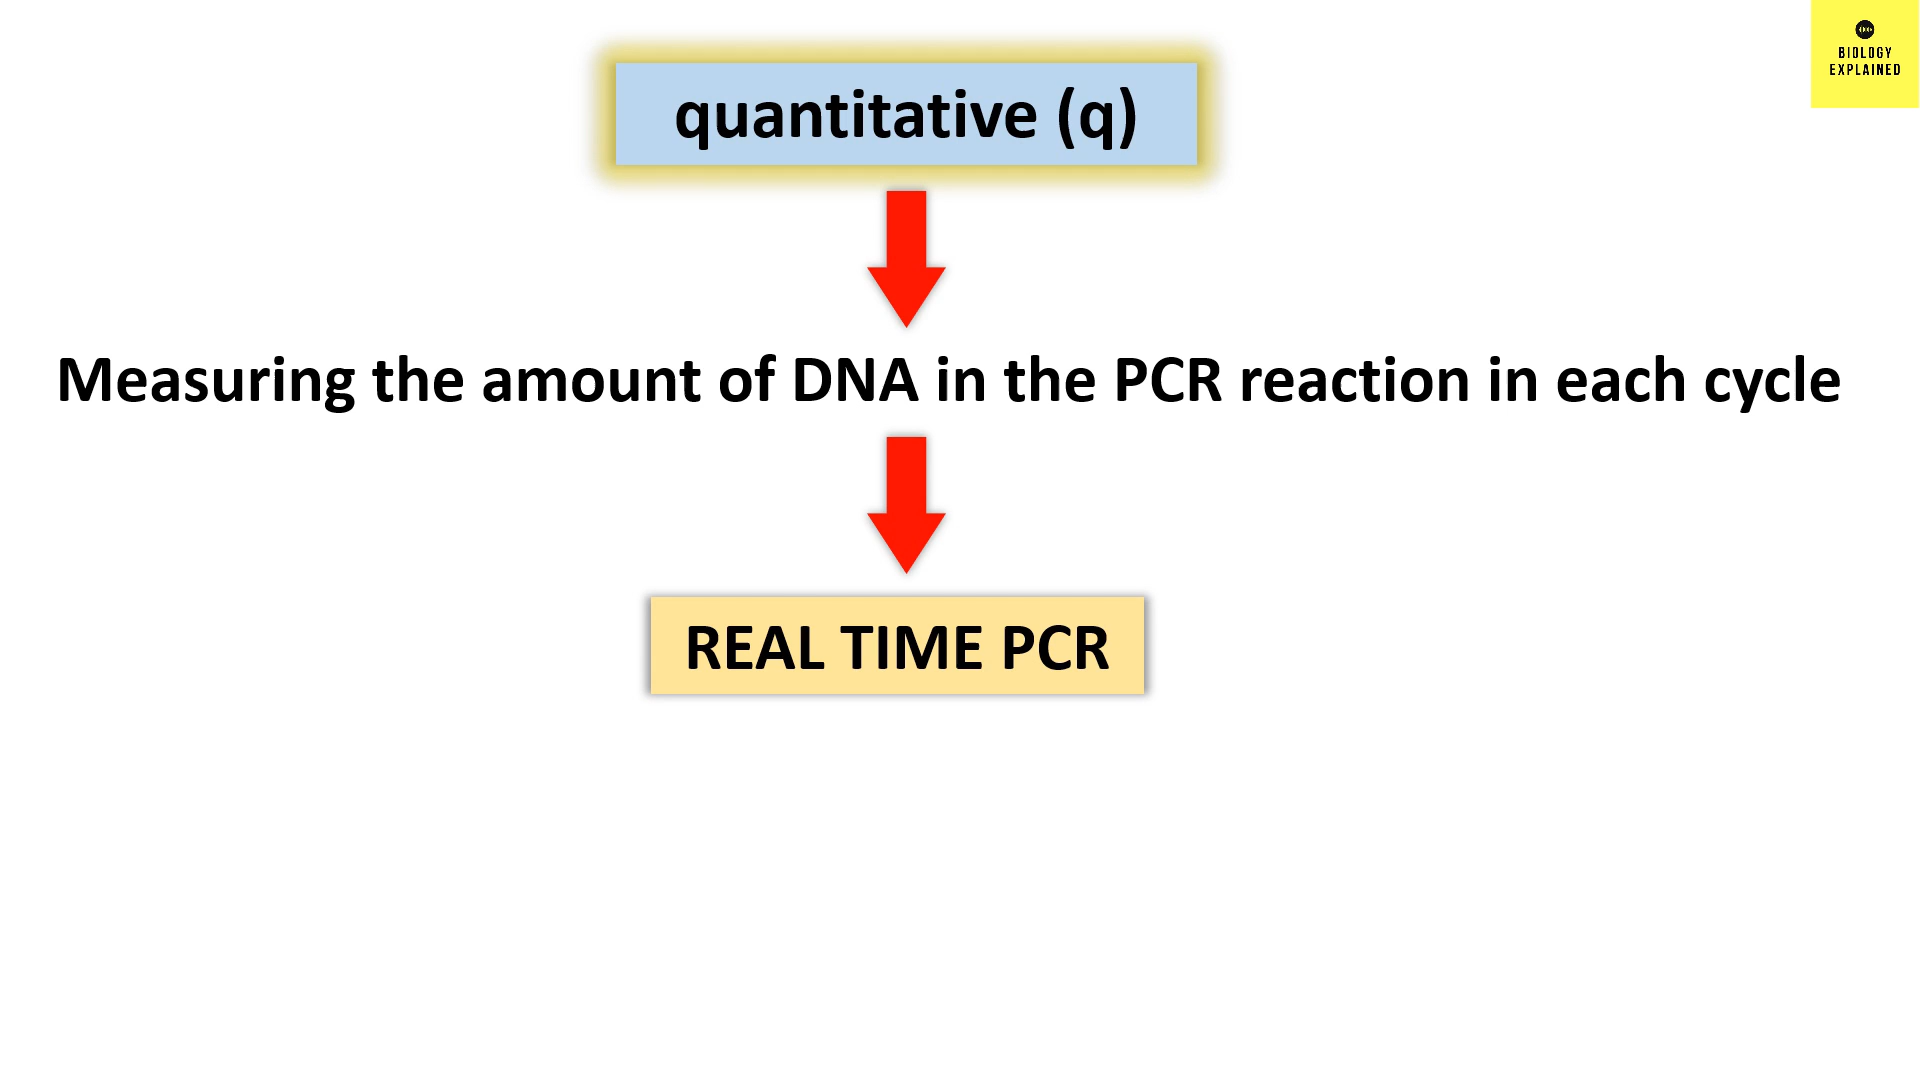 BIOLOGY
EXPLAINED
quantitative (q)
Measuring the amount of DNA in the PCR reaction in each cycle
REAL TIME PCR